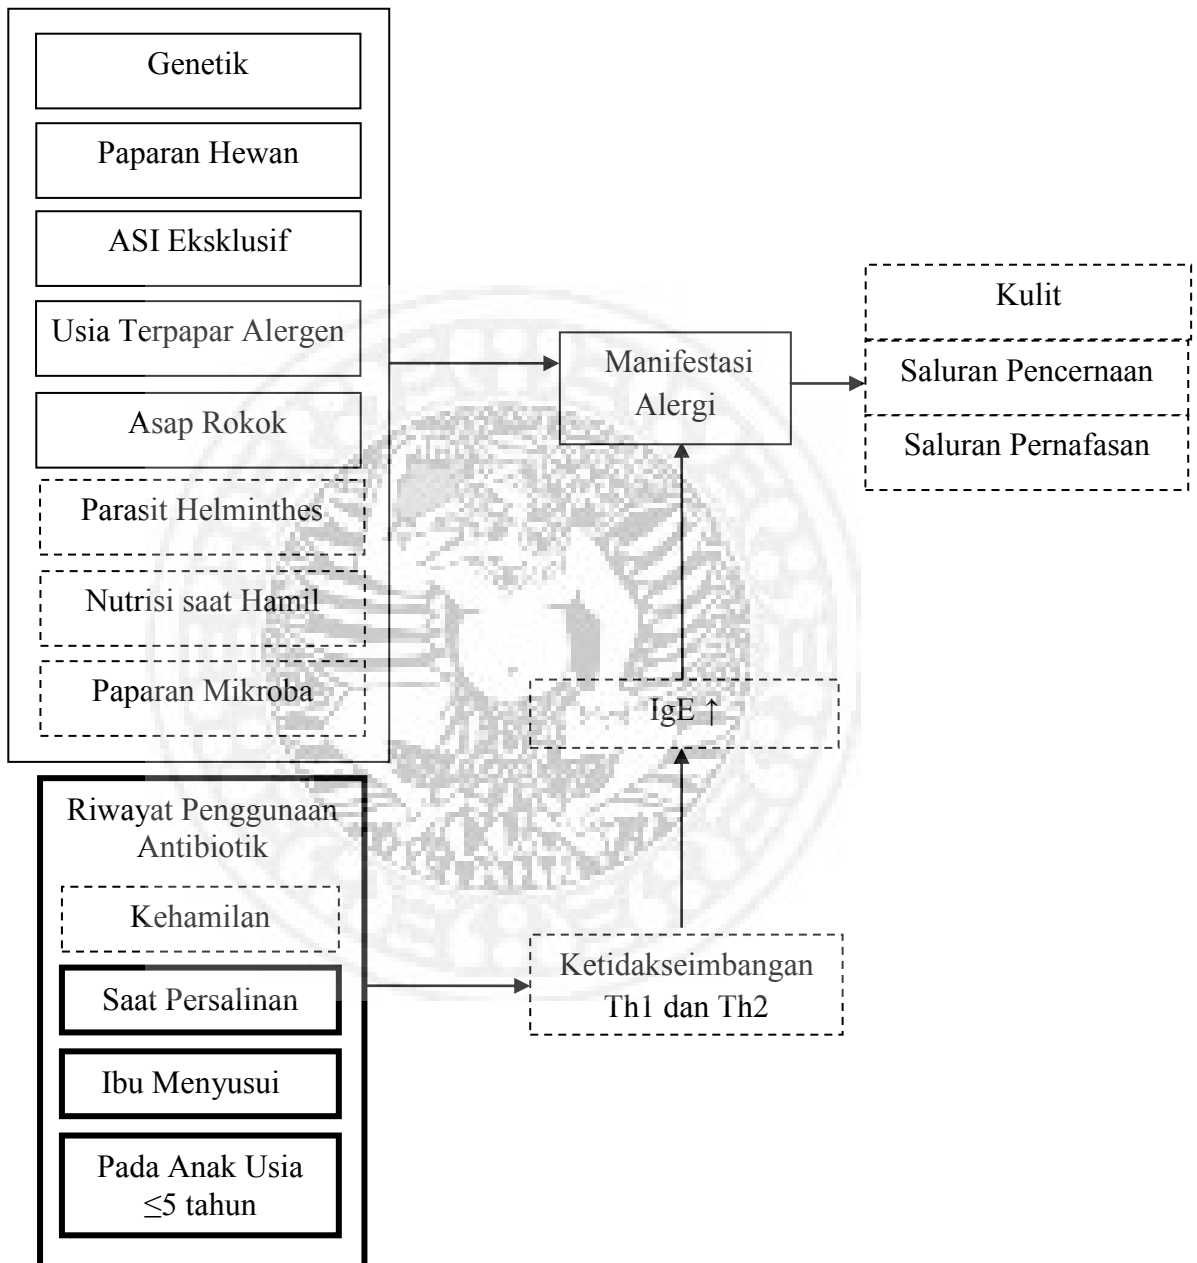 Genetik
Paparan Hewan
ASI Eksklusif
Usia Terpapar Alergen
Asap Rokok
Parasit Helminthes
Nutrisi saat Hamil
Paparan Mikroba
Riwayat Penggunaan
Antibiotik
Kehamilan
Saat Persalinan
Ibu Menyusui
Pada Anak Usia
≤5 tahun
Manifestasi
Alergi
IgE ↑
Ketidakseimbangan
Th1 dan Th2
Kulit
Saluran Pencernaan
Saluran Pernafasan